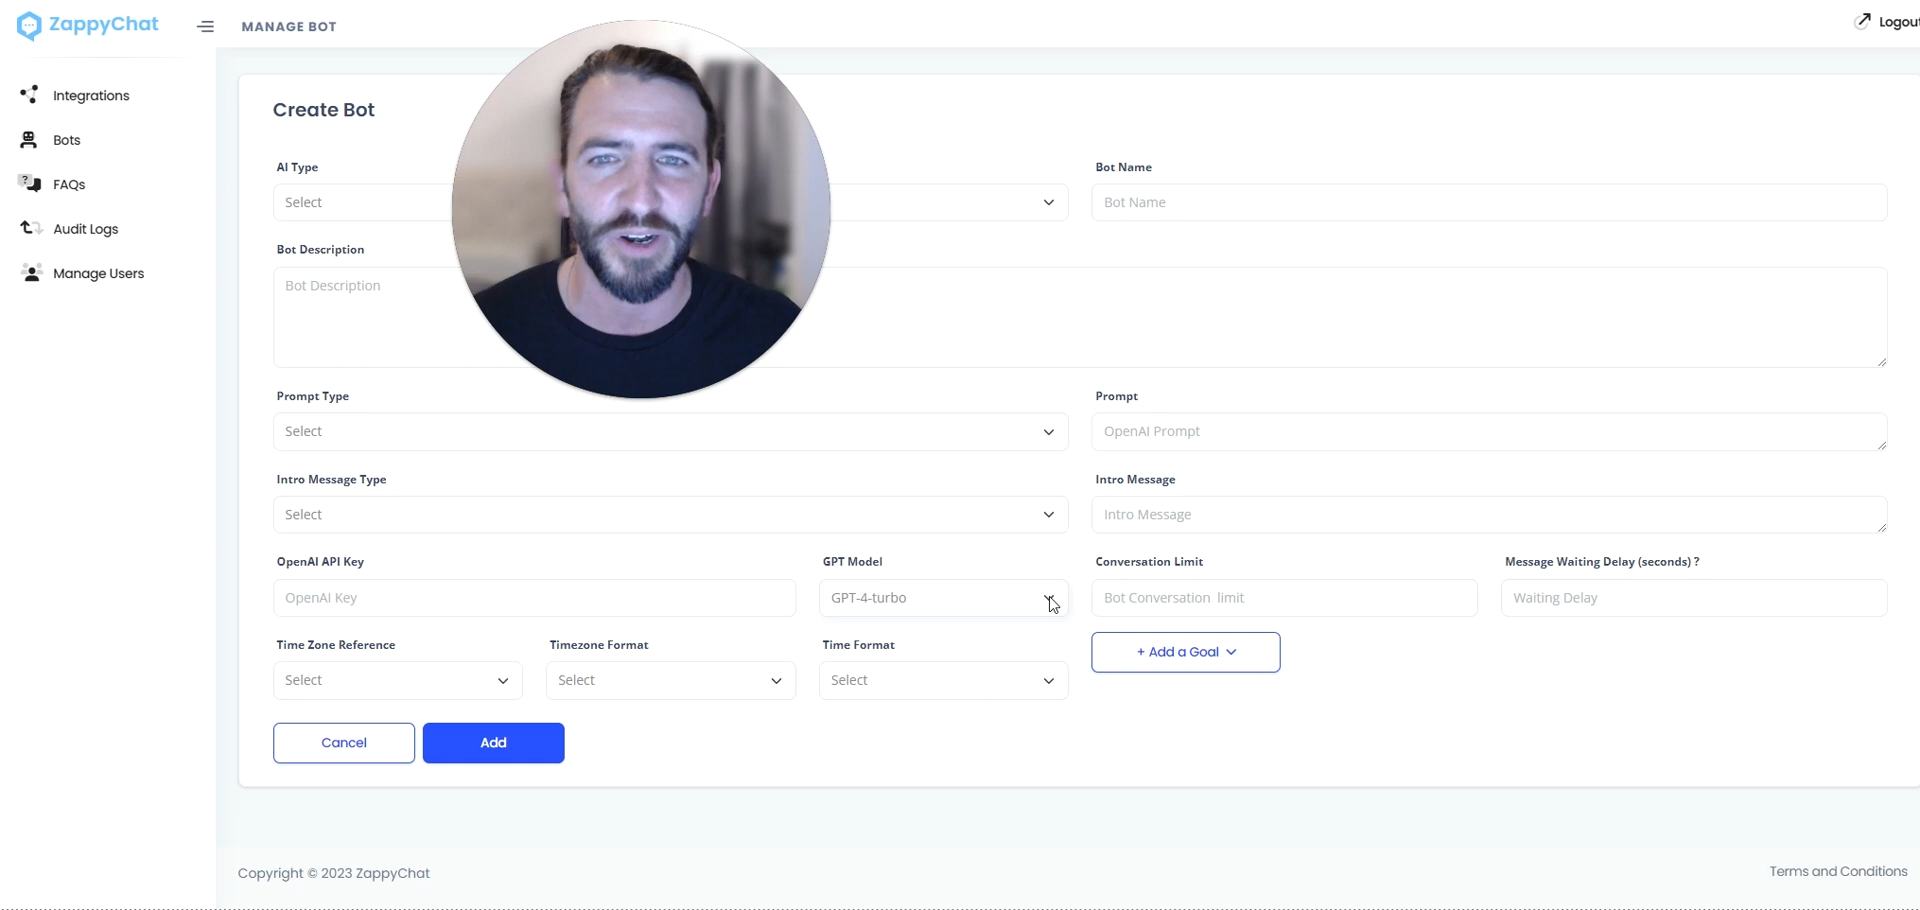 ZappyChat
MANAGE BOT
Logout
Integrations
Bots
FAQs
Audit Logs
Manage Users
Create Bot
AI Type
Bot Name
Select
Bot Name
Bot Description
Bot Description
Prompt Type
Prompt
Select
OpenAI Prompt
Intro Message Type
Intro Message
Select
Intro Message
OpenAI API Key
GPT Model
Conversation Limit
Message Waiting Delay (seconds) ?
OpenAI Key
GPT-4-turbo
Bot Conversation limit
Waiting Delay
Time Zone Reference
Timezone Format
Time Format
+ Add a Goal
Select
Select
Select
Cancel
Add
Copyright © 2023 ZappyChat
Terms and Conditions